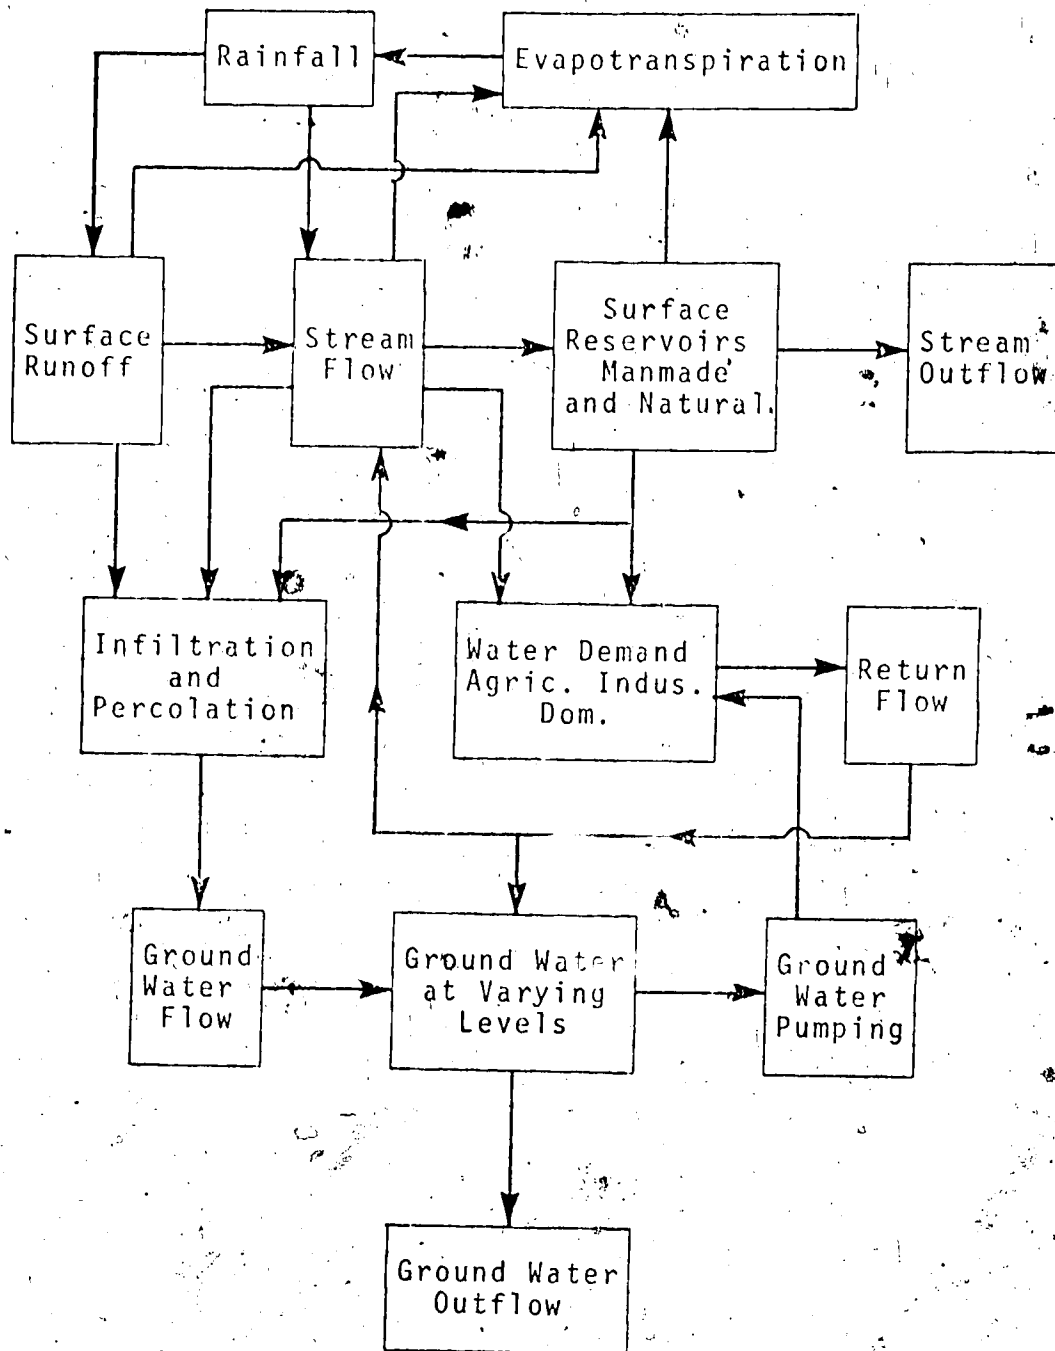 Rainfall
Evapotranspiration
Surface
Runoff
Stream
Flow
Surface
Reservoirs
Manmade
and Natural.
Stream
Outflow
Infiltration
and
Percolation
Water Demand
Agric. Indus.
Dom.
Return
Flow
Ground
Water
Flow
Ground Water
at Varying
Levels
Ground
Water
Pumping
Ground Water
Outflow